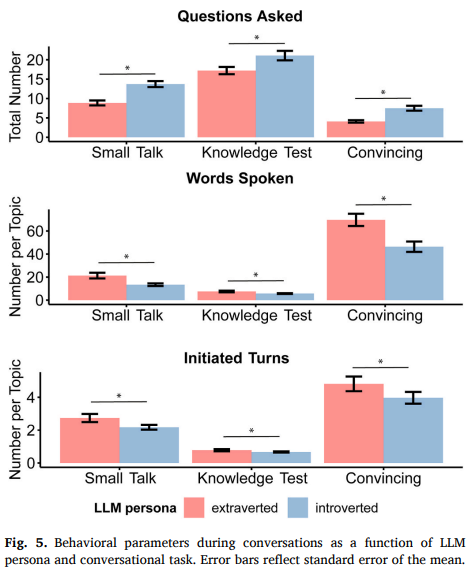 Questions Asked
Total Number
20
15
10
5
0
*
*
*
Small Talk Knowledge Test Convincing
Words Spoken
Number per Topic
60
40
20
0
*
*
*
Small Talk Knowledge Test Convincing
Initiated Turns
Number per Topic
4
2
0
*
*
*
Small Talk Knowledge Test Convincing
LLM persona extraverted introverted
Fig. 5. Behavioral parameters during conversations as a function of LLM
persona and conversational task. Error bars reflect standard error of the mean.